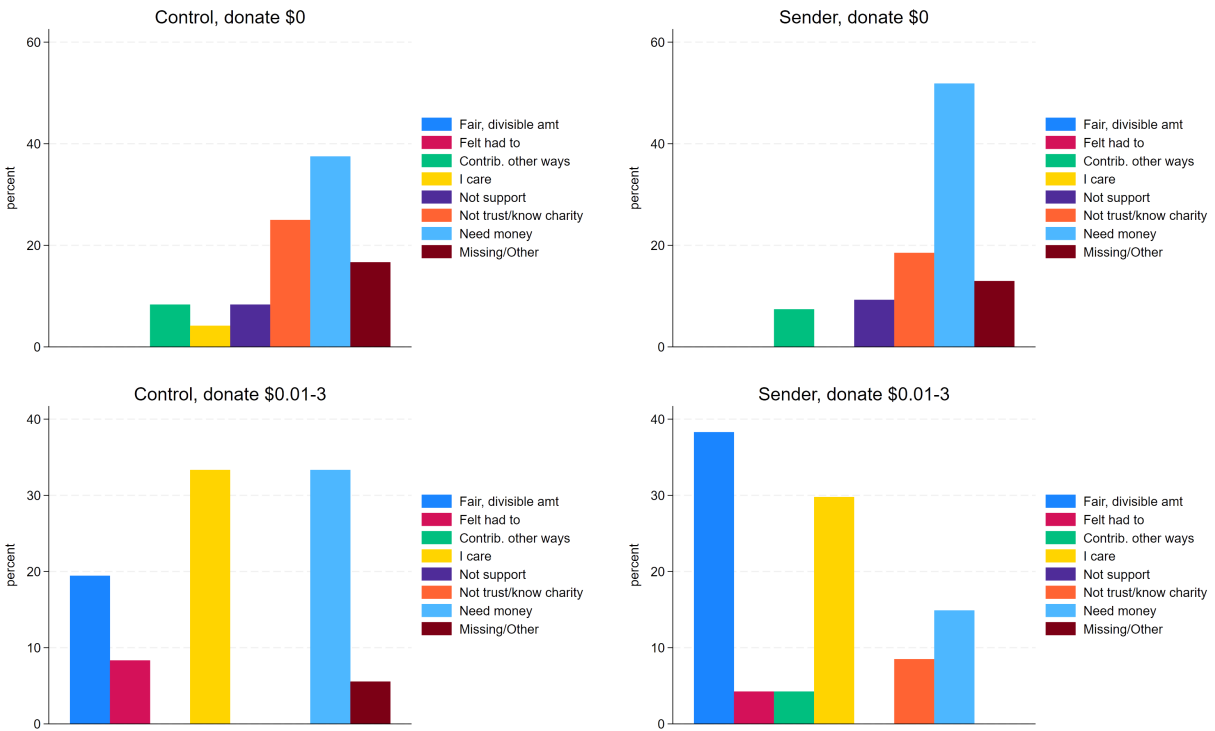 Control, donate $0
60
40
20
0
percent
Fair, divisible amt
Felt had to
Contrib. other ways
I care
Not support
Not trust/know charity
Need money
Missing/Other
Sender, donate $0
60
40
20
0
percent
Fair, divisible amt
Felt had to
Contrib. other ways
I care
Not support
Not trust/know charity
Need money
Missing/Other
Control, donate $0.01-3
40
30
20
10
0
percent
Fair, divisible amt
Felt had to
Contrib. other ways
I care
Not support
Not trust/know charity
Need money
Missing/Other
Sender, donate $0.01-3
40
30
20
10
0
percent
Fair, divisible amt
Felt had to
Contrib. other ways
I care
Not support
Not trust/know charity
Need money
Missing/Other